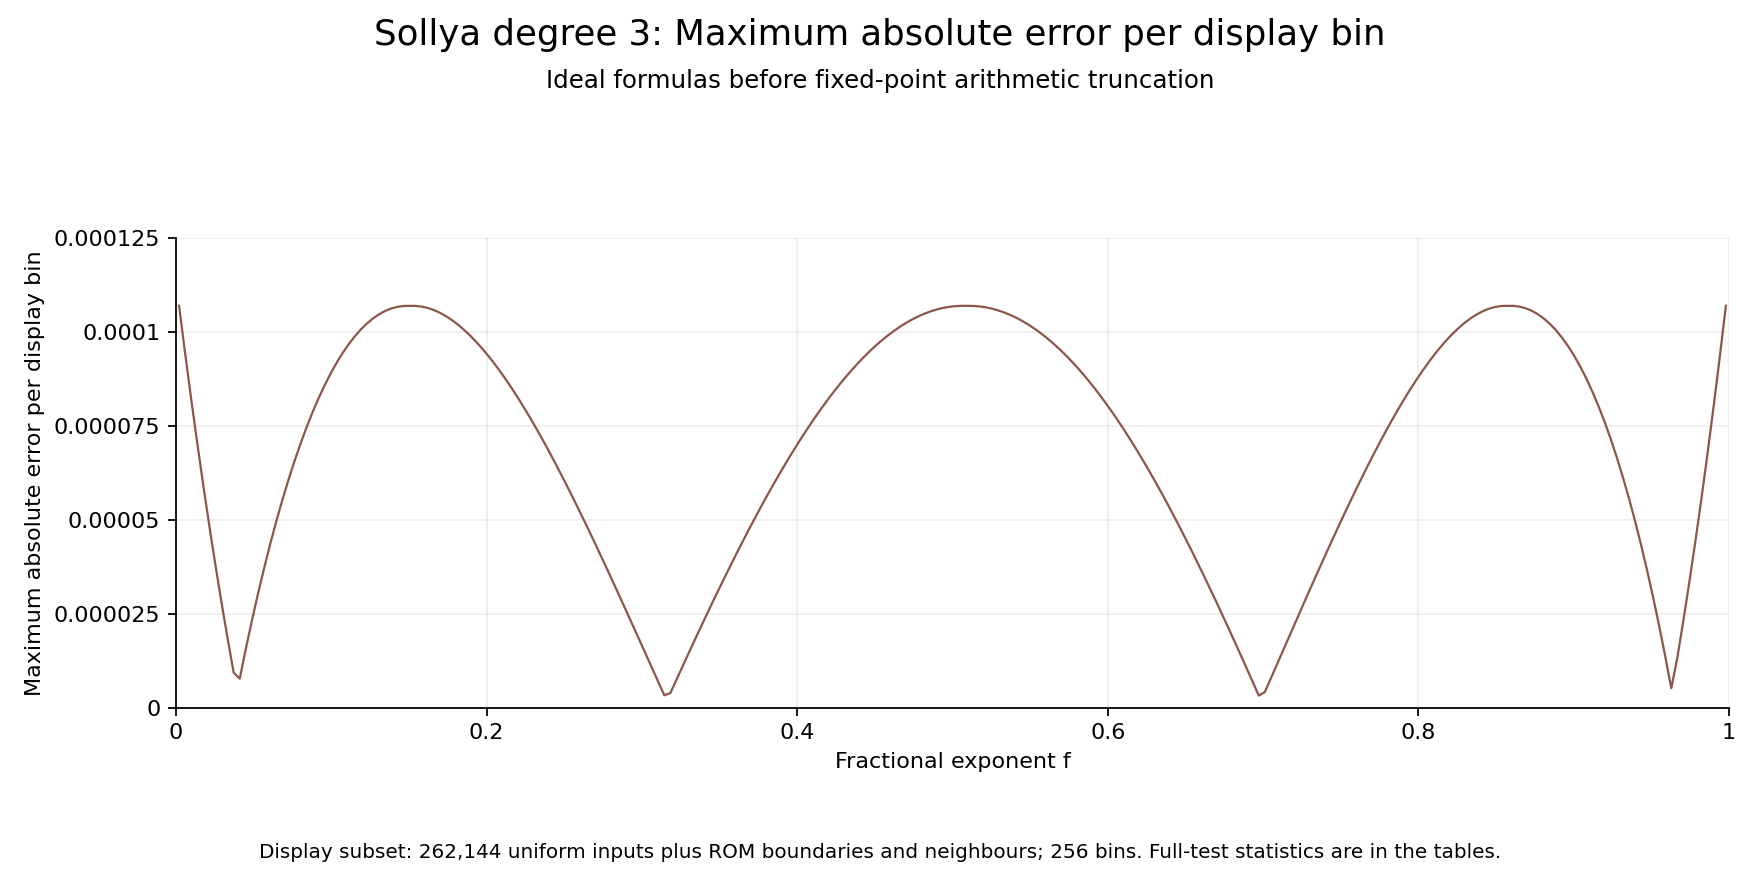 Sollya degree 3: Maximum absolute error per display bin
Ideal formulas before fixed-point arithmetic truncation
Maximum absolute error per display bin
0.000125
0.0001
0.000075
0.00005
0.000025
0
0 0.2 0.4 0.6 0.8 1
Fractional exponent f
Display subset: 262,144 uniform inputs plus ROM boundaries and neighbours; 256 bins. Full-test statistics are in the tables.